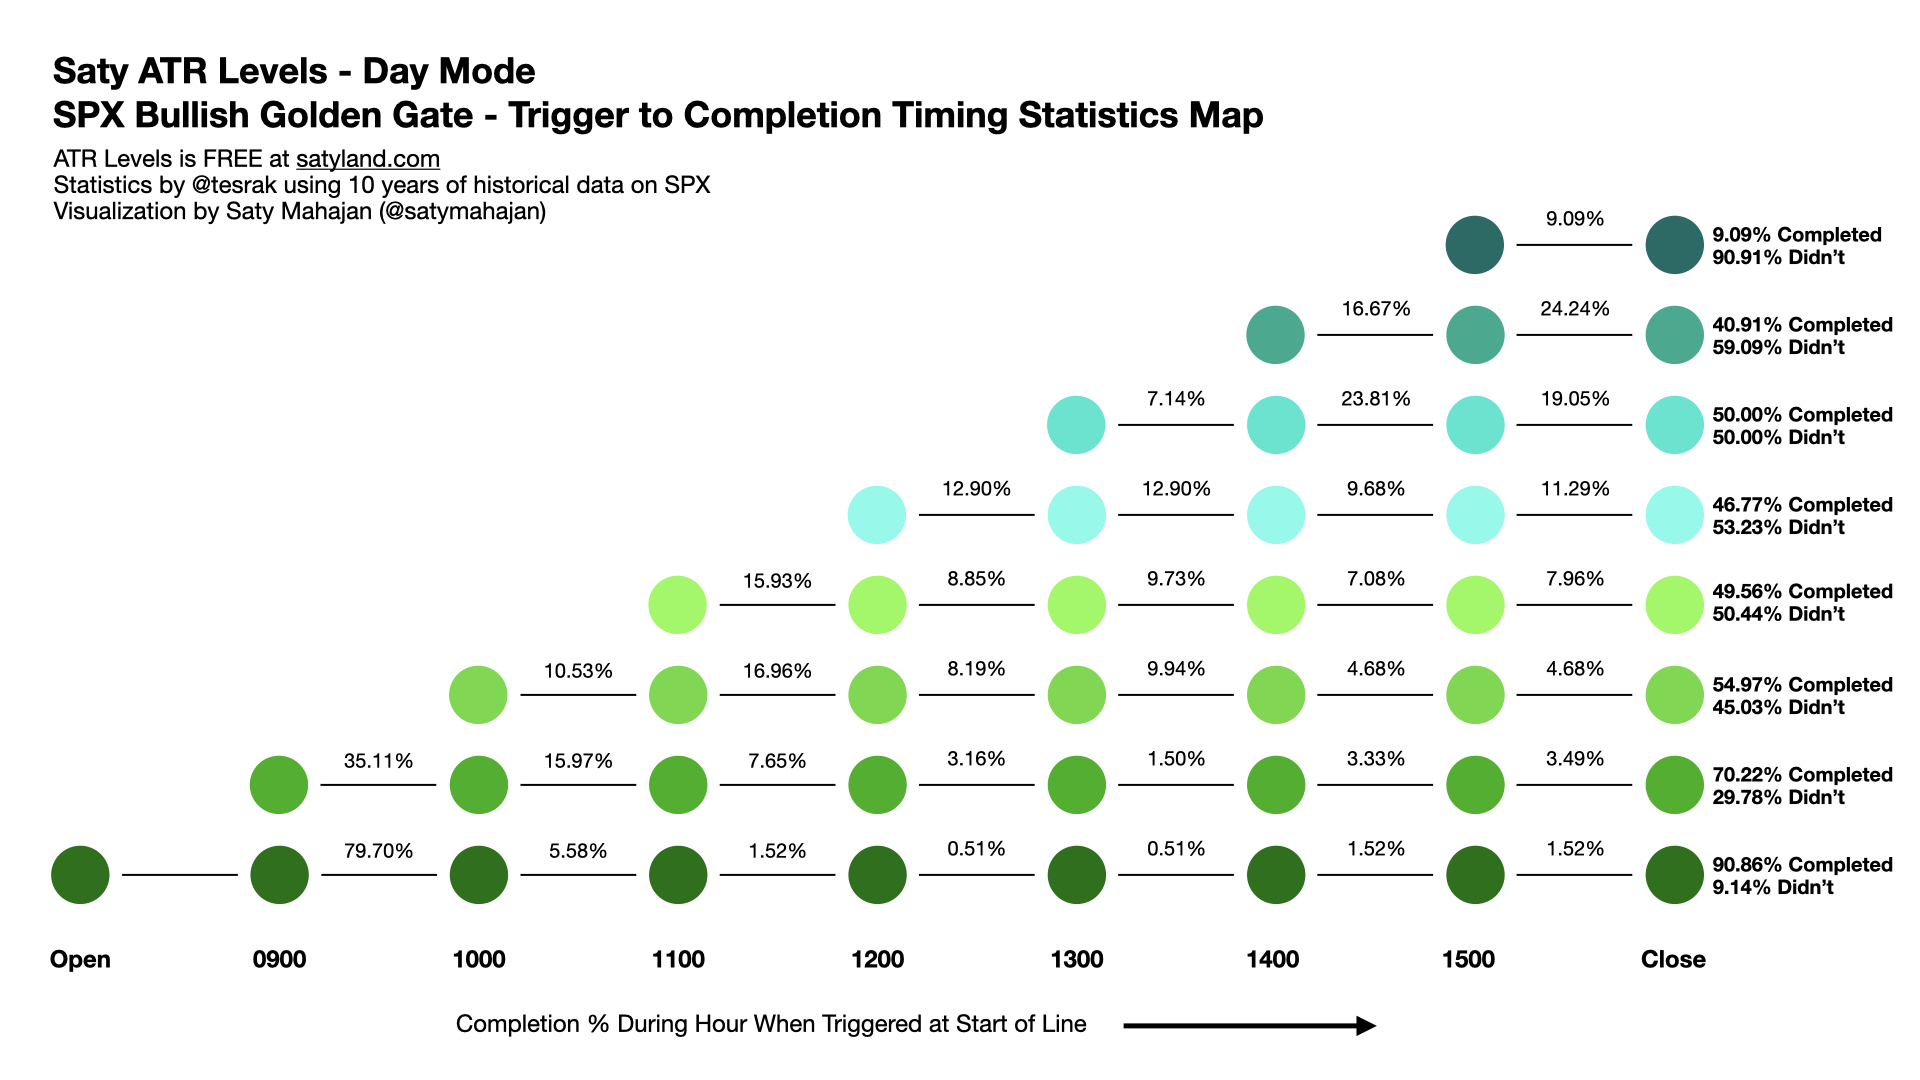 Saty ATR Levels - Day Mode
SPX Bullish Golden Gate - Trigger to Completion Timing Statistics Map
ATR Levels is FREE at satyland.com
Statistics by @tesrak using 10 years of historical data on SPX
Visualization by Saty Mahajan (@satymahajan)
9.09%
9.09% Completed
90.91% Didn’t
16.67% 24.24%
40.91% Completed
59.09% Didn’t
7.14% 23.81% 19.05%
50.00% Completed
50.00% Didn’t
12.90% 12.90% 9.68% 11.29%
46.77% Completed
53.23% Didn’t
15.93% 8.85% 9.73% 7.08% 7.96%
49.56% Completed
50.44% Didn’t
10.53% 16.96% 8.19% 9.94% 4.68% 4.68%
54.97% Completed
45.03% Didn’t
35.11% 15.97% 7.65% 3.16% 1.50% 3.33% 3.49%
70.22% Completed
29.78% Didn’t
79.70% 5.58% 1.52% 0.51% 0.51% 1.52% 1.52%
90.86% Completed
9.14% Didn’t
Open 0900 1000 1100 1200 1300 1400 1500 Close
Completion % During Hour When Triggered at Start of Line